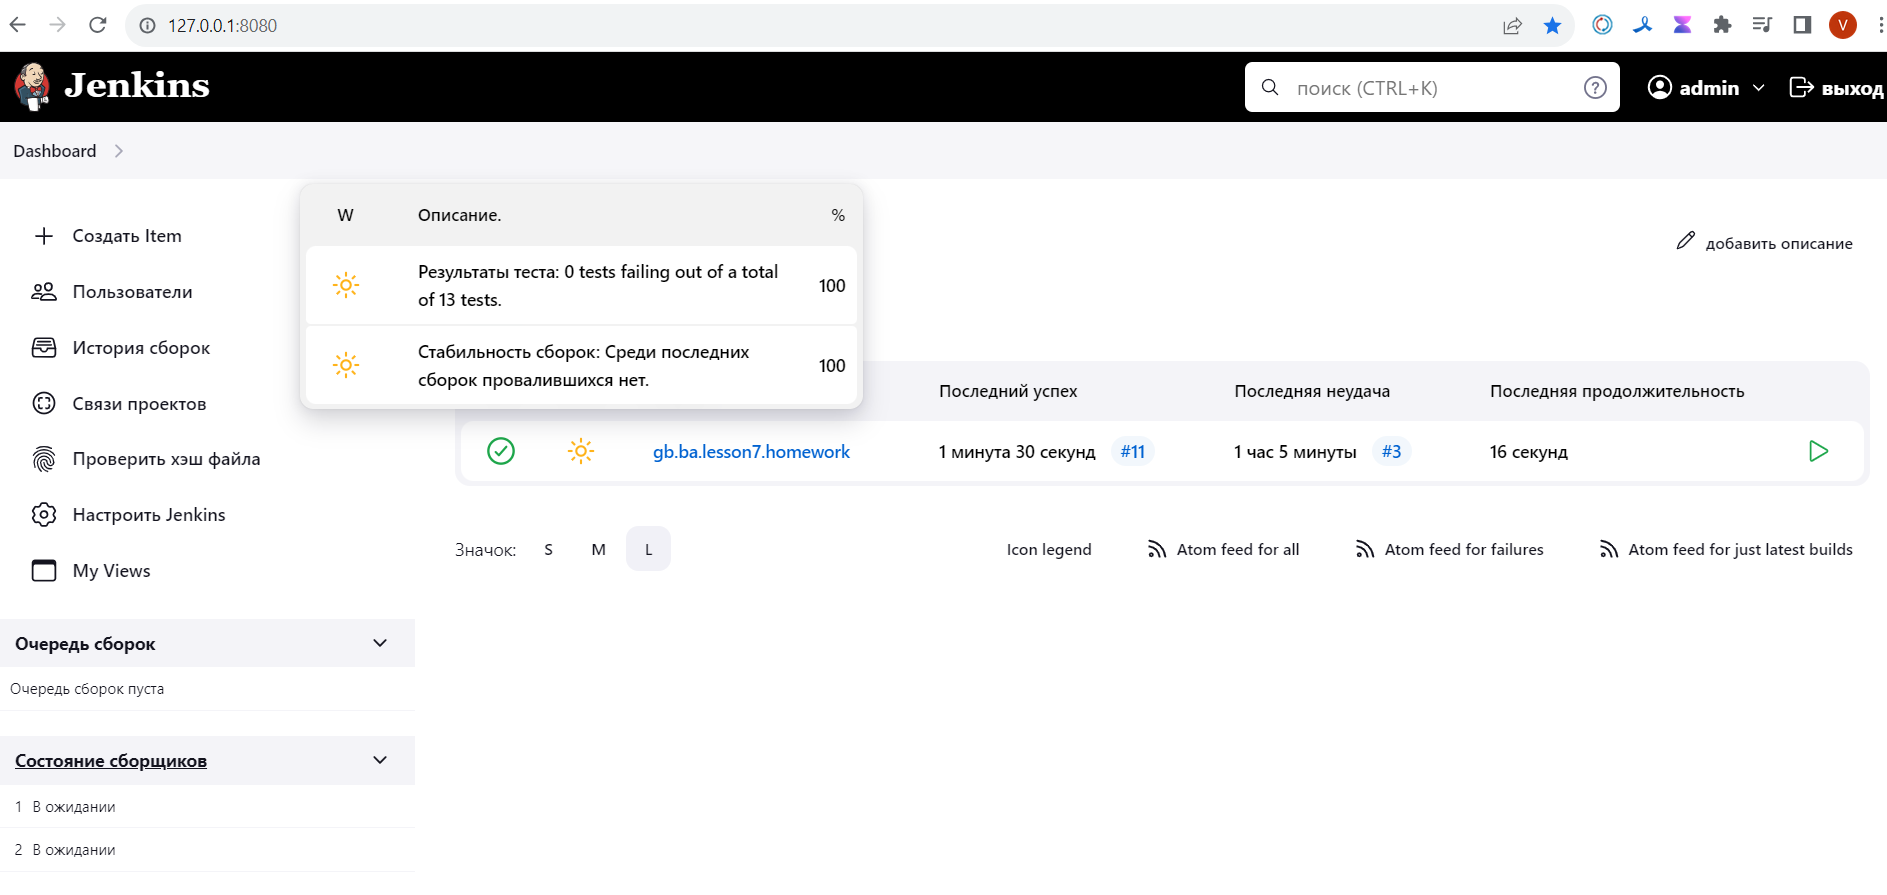 127.0.0.1:8080
V
Jenkins
поиск (CTRL+K)
?
admin
выход
Dashboard
Создать Item
Пользователи
История сборок
Связи проектов
Проверить хэш файла
Настроить Jenkins
My Views
Очередь сборок
Очередь сборок пуста
Состояние сборщиков
1 В ожидании
2 В ожидании
W Описание. %
Результаты теста: 0 tests failing out of a total
of 13 tests.
100
Стабильность сборок: Среди последних
сборок провалившихся нет.
100
добавить описание
Последний успех Последняя неудача Последняя продолжительность
gb.ba.lesson7.homework 1 минута 30 секунд #11 1 час 5 минуты #3 16 секунд
Значок: S M L
Icon legend Atom feed for all Atom feed for failures Atom feed for just latest builds